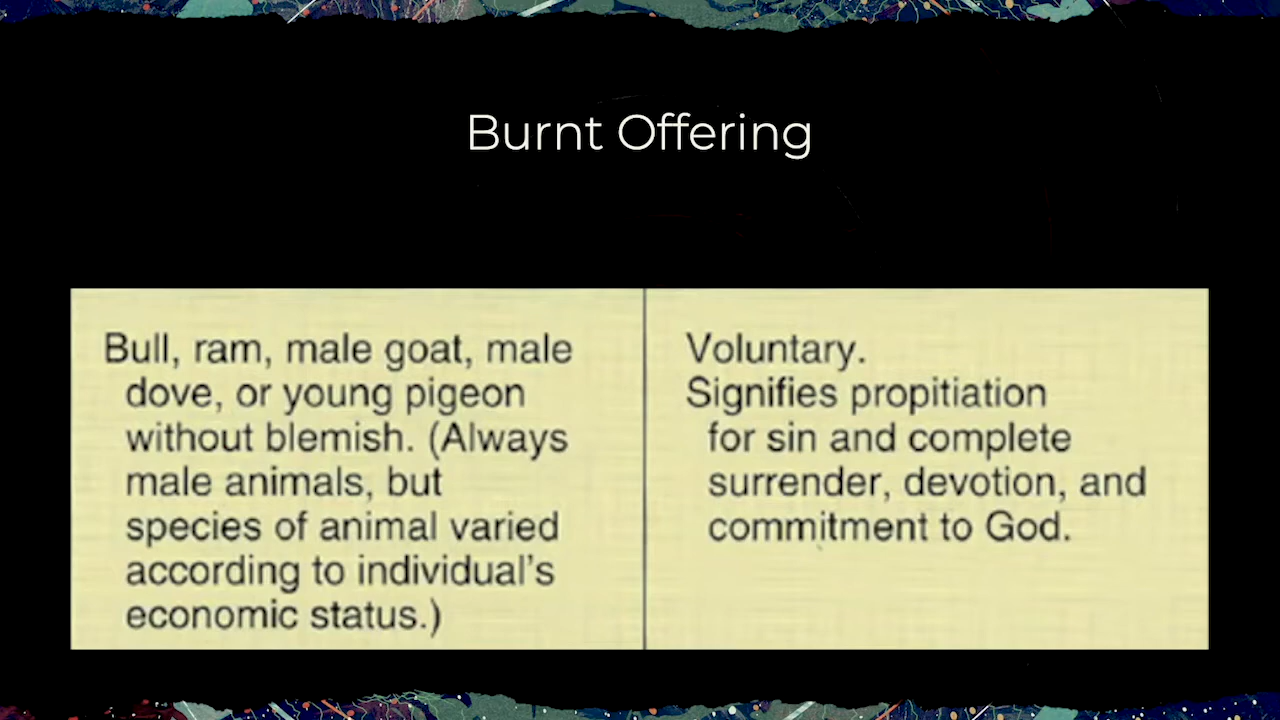 Burnt Offering
Bull, ram, male goat, male
dove, or young pigeon
without blemish. (Always
male animals, but
species of animal varied
according to individual's
economic status.)
Voluntary.
Signifies propitiation
for sin and complete
surrender, devotion, and
commitment to God.